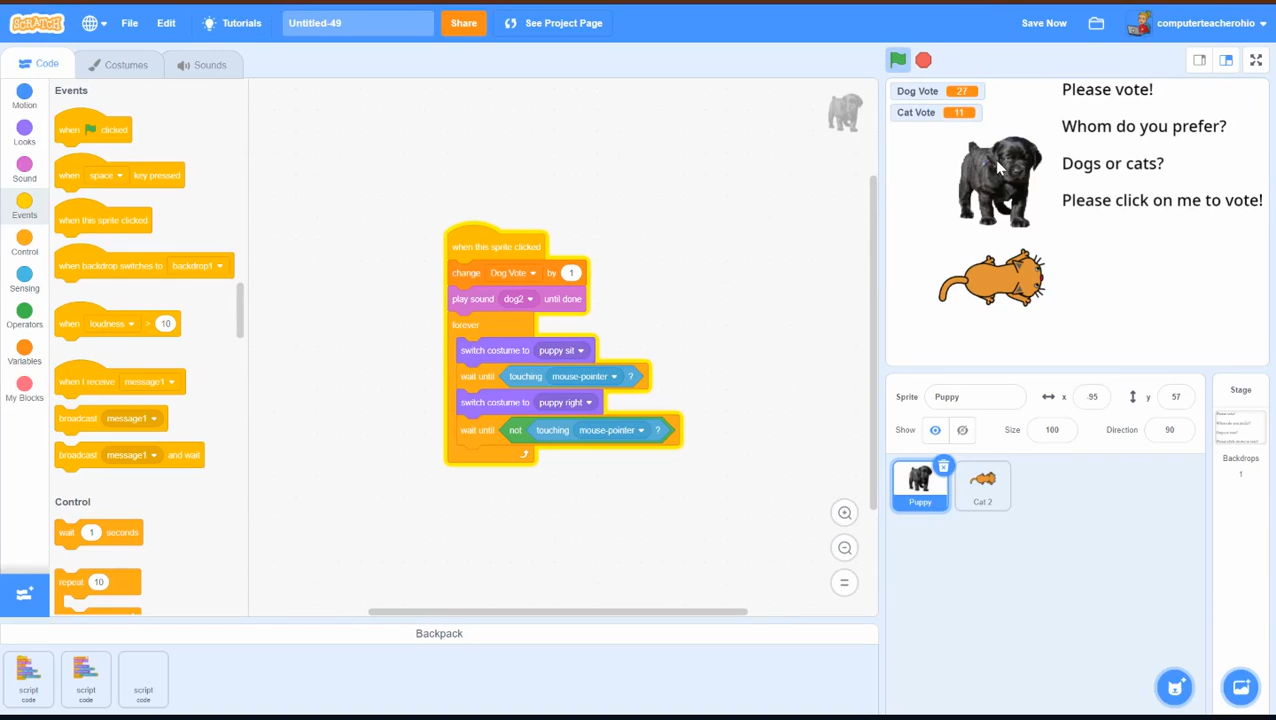 SCRATCH File Edit Tutorials Untitled-49 Share See Project Page Save Now computerteacherohio
Code Costumes Sounds
Motion
Looks
Sound
Events
Control
Sensing
Operators
Variables
My Blocks
Events
when clicked
when space key pressed
when this sprite clicked
when backdrop switches to backdrop1
when loudness > 10
when I receive message1
broadcast message1
broadcast message1 and wait
Control
wait 1 seconds
repeat 10
when this sprite clicked
change Dog Vote by 1
play sound dog2 until done
forever
switch costume to puppy sit
wait until touching mouse-pointer ?
switch costume to puppy right
wait until not touching mouse-pointer ?
Dog Vote 27
Cat Vote 11
Please vote!
Whom do you prefer?
Dogs or cats?
Please click on me to vote!
Sprite Puppy x -95 y 57
Show Size 100 Direction 90
Puppy
Cat 2
Stage
Backdrops
1
Backpack
script
code
script
code
script
code